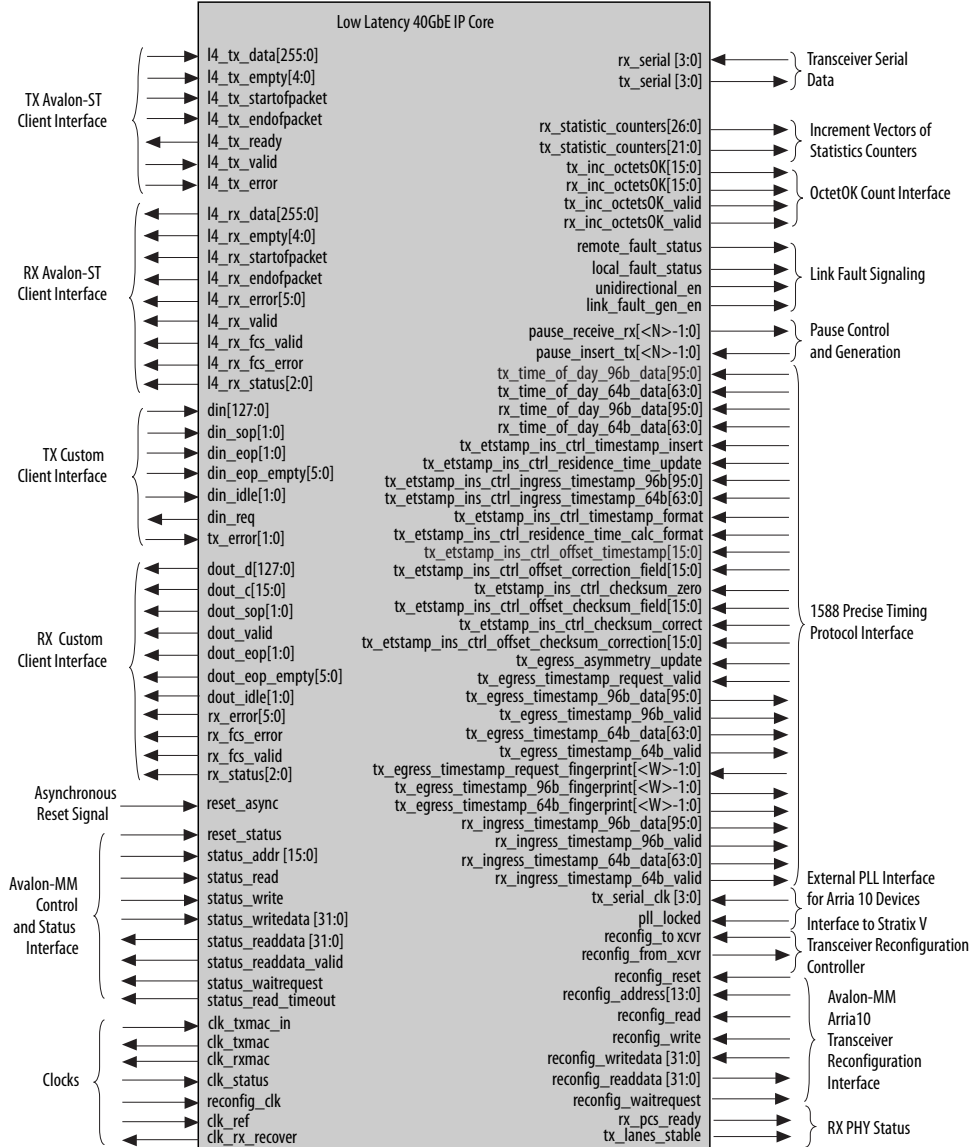 Low Latency 40GbE IP Core
TX Avalon-ST
Client Interface
l4_tx_data[255:0]
l4_tx_empty[4:0]
l4_tx_startofpacket
l4_tx_endofpacket
l4_tx_ready
l4_tx_valid
l4_tx_error
RX Avalon-ST
Client Interface
l4_rx_data[255:0]
l4_rx_empty[4:0]
l4_rx_startofpacket
l4_rx_endofpacket
l4_rx_error[5:0]
l4_rx_valid
l4_rx_fcs_valid
l4_rx_fcs_error
l4_rx_status[2:0]
TX Custom
Client Interface
din[127:0]
din_sop[1:0]
din_eop[1:0]
din_eop_empty[5:0]
din_idle[1:0]
din_req
tx_error[1:0]
RX Custom
Client Interface
dout_d[127:0]
dout_c[15:0]
dout_sop[1:0]
dout_valid
dout_eop[1:0]
dout_eop_empty[5:0]
dout_idle[1:0]
rx_error[5:0]
rx_fcs_error
rx_fcs_valid
rx_status[2:0]
Asynchronous
Reset Signal
reset_async
Avalon-MM
Control
and Status
Interface
reset_status
status_addr [15:0]
status_read
status_write
status_writedata [31:0]
status_readdata [31:0]
status_readdata_valid
status_waitrequest
status_read_timeout
Clocks
clk_txmac_in
clk_txmac
clk_rxmac
clk_status
reconfig_clk
clk_ref
clk_rx_recover
rx_serial [3:0]
tx_serial [3:0]
Transceiver Serial
Data
rx_statistic_counters[26:0]
tx_statistic_counters[21:0]
Increment Vectors of
Statistics Counters
tx_inc_octetsOK[15:0]
rx_inc_octetsOK[15:0]
tx_inc_octetsOK_valid
rx_inc_octetsOK_valid
OctetOK Count Interface
remote_fault_status
local_fault_status
unidirectional_en
link_fault_gen_en
Link Fault Signaling
pause_receive_rx[<N>-1:0]
pause_insert_tx[<N>-1:0]
Pause Control
and Generation
tx_time_of_day_96b_data[95:0]
tx_time_of_day_64b_data[63:0]
rx_time_of_day_96b_data[95:0]
rx_time_of_day_64b_data[63:0]
tx_etstamp_ins_ctrl_timestamp_insert
tx_etstamp_ins_ctrl_residence_time_update
tx_etstamp_ins_ctrl_ingress_timestamp_96b[95:0]
tx_etstamp_ins_ctrl_ingress_timestamp_64b[63:0]
tx_etstamp_ins_ctrl_timestamp_format
tx_etstamp_ins_ctrl_residence_time_calc_format
tx_etstamp_ins_ctrl_offset_timestamp[15:0]
tx_etstamp_ins_ctrl_offset_correction_field[15:0]
tx_etstamp_ins_ctrl_checksum_zero
tx_etstamp_ins_ctrl_offset_checksum_field[15:0]
tx_etstamp_ins_ctrl_checksum_correct
tx_etstamp_ins_ctrl_offset_checksum_correction[15:0]
tx_egress_asymmetry_update
tx_egress_timestamp_request_valid
tx_egress_timestamp_96b_data[95:0]
tx_egress_timestamp_96b_valid
tx_egress_timestamp_64b_data[63:0]
tx_egress_timestamp_64b_valid
tx_egress_timestamp_request_fingerprint[<W>-1:0]
tx_egress_timestamp_96b_fingerprint[<W>-1:0]
tx_egress_timestamp_64b_fingerprint[<W>-1:0]
rx_ingress_timestamp_96b_data[95:0]
rx_ingress_timestamp_96b_valid
rx_ingress_timestamp_64b_data[63:0]
rx_ingress_timestamp_64b_valid
1588 Precise Timing
Protocol Interface
tx_serial_clk [3:0]
pll_locked
External PLL Interface
for Arria 10 Devices
reconfig_to xcvr
reconfig_from_xcvr
Interface to Stratix V
Transceiver Reconfiguration
Controller
reconfig_reset
reconfig_address[13:0]
reconfig_read
reconfig_write
reconfig_writedata [31:0]
reconfig_readdata [31:0]
reconfig_waitrequest
Avalon-MM
Arria10
Transceiver
Reconfiguration
Interface
rx_pcs_ready
tx_lanes_stable
RX PHY Status